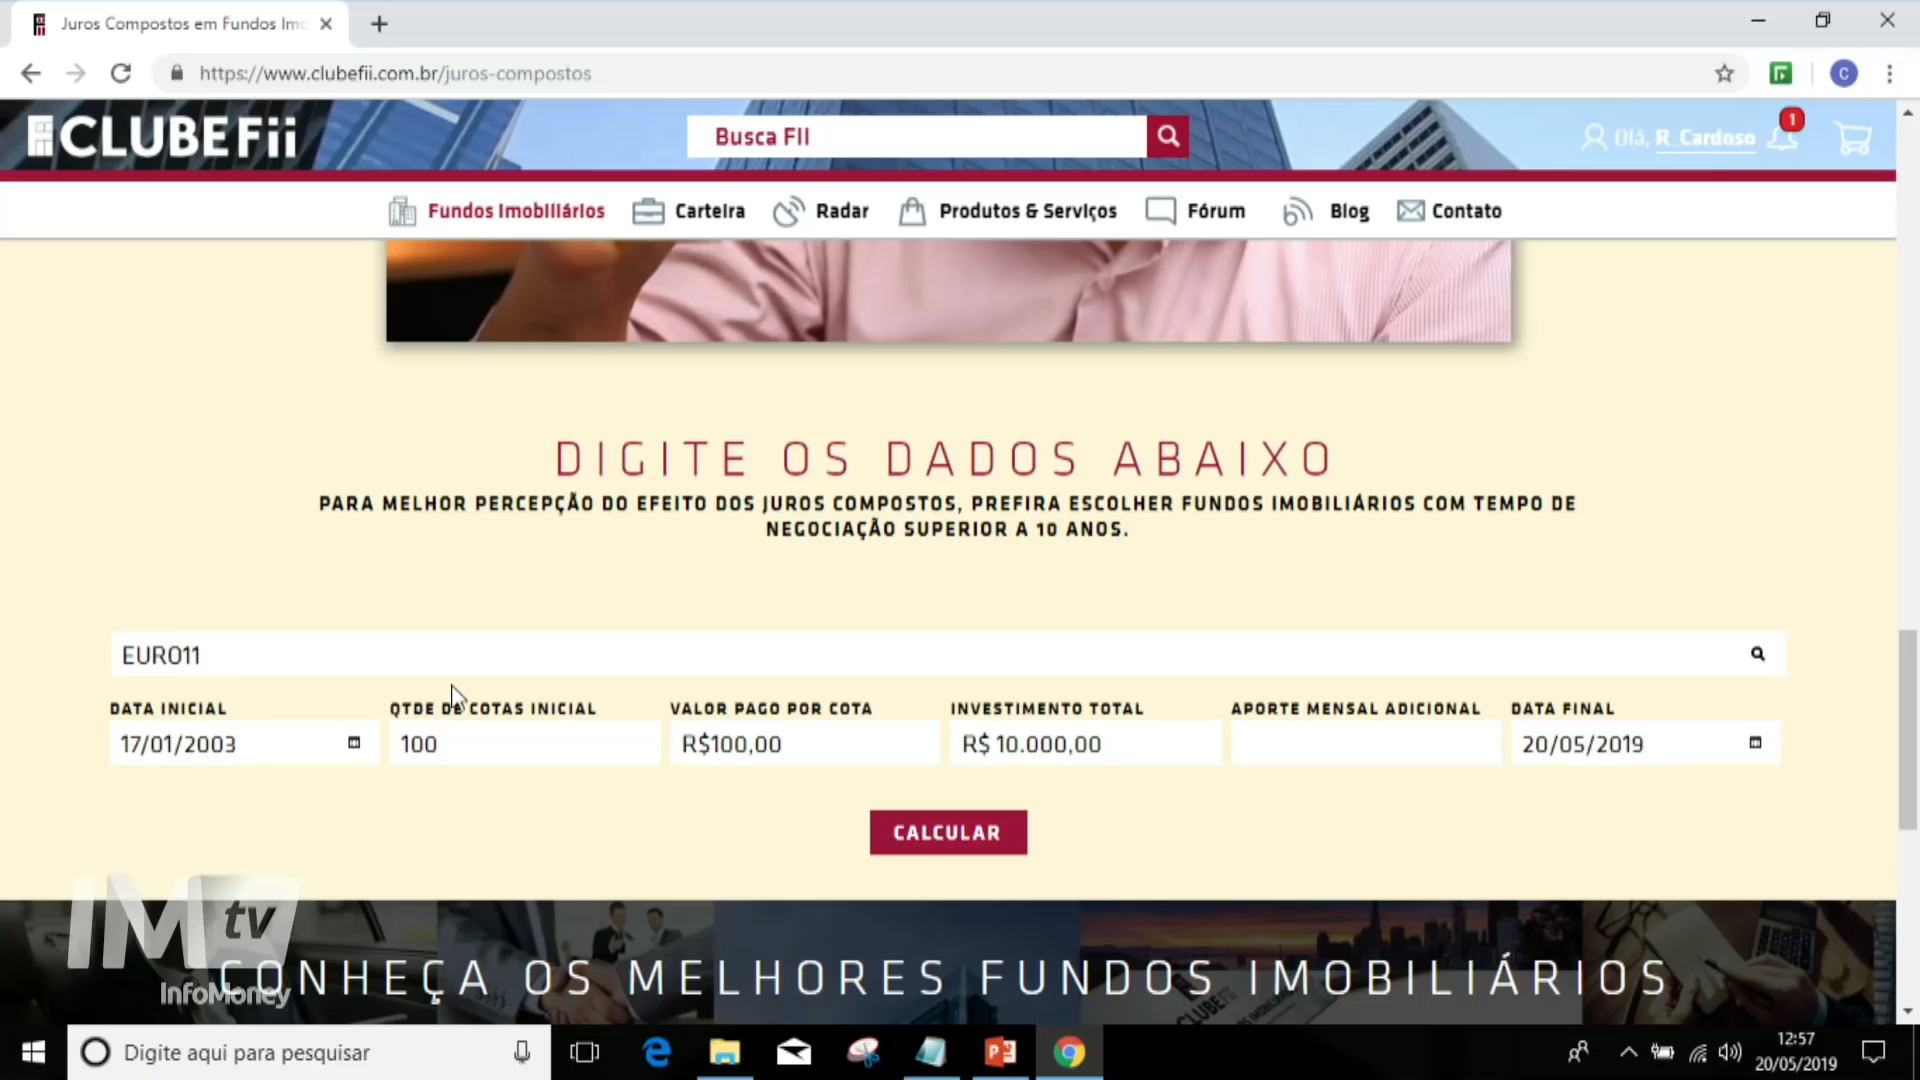 Juros Compostos em Fundos Imo
https://www.clubefii.com.br/juros-compostos
C
CLUBEFii
Busca FII
Olá, R_Cardoso
1
Fundos Imobiliários
Carteira
Radar
Produtos & Serviços
Fórum
Blog
Contato
DIGITE OS DADOS ABAIXO
PARA MELHOR PERCEPÇÃO DO EFEITO DOS JUROS COMPOSTOS, PREFIRA ESCOLHER FUNDOS IMOBILIÁRIOS COM TEMPO DE
NEGOCIAÇÃO SUPERIOR A 10 ANOS.
EURO11
DATA INICIAL
QTDE DE COTAS INICIAL
VALOR PAGO POR COTA
INVESTIMENTO TOTAL
APORTE MENSAL ADICIONAL
DATA FINAL
17/01/2003
100
R$100,00
R$ 10.000,00
20/05/2019
CALCULAR
IM tv
InfoMoney
CONHEÇA OS MELHORES FUNDOS IMOBILIÁRIOS
CLUBEFii
Digite aqui para pesquisar
12:57
20/05/2019